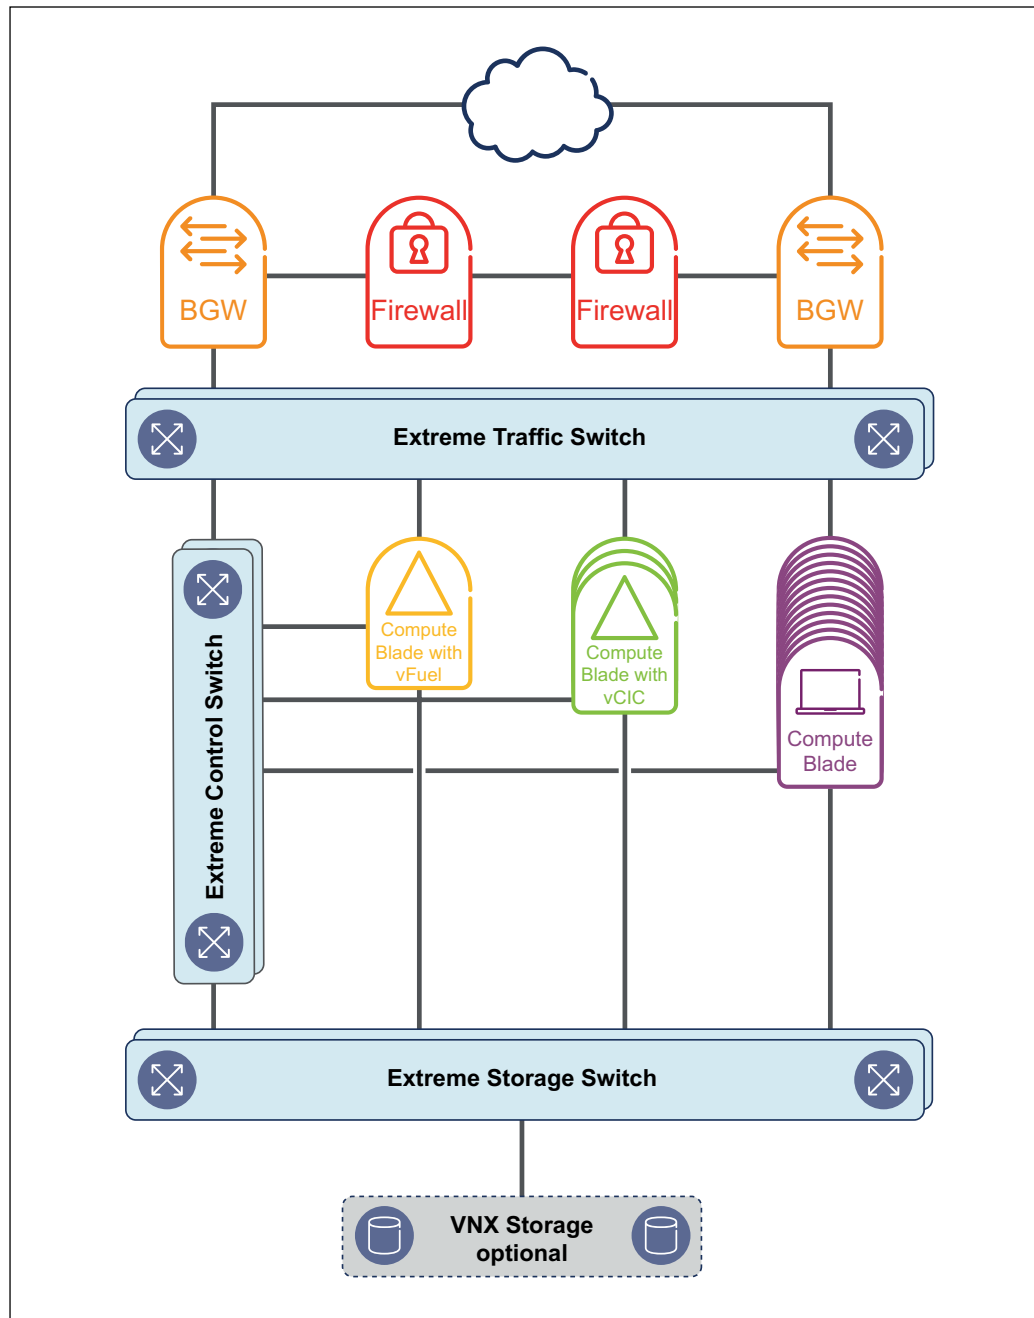 BGW
Firewall
Firewall
BGW
Extreme Traffic Switch
Extreme Control Switch
Compute
Blade with
vFuel
Compute
Blade with
vCIC
Compute
Blade
Extreme Storage Switch
VNX Storage
optional